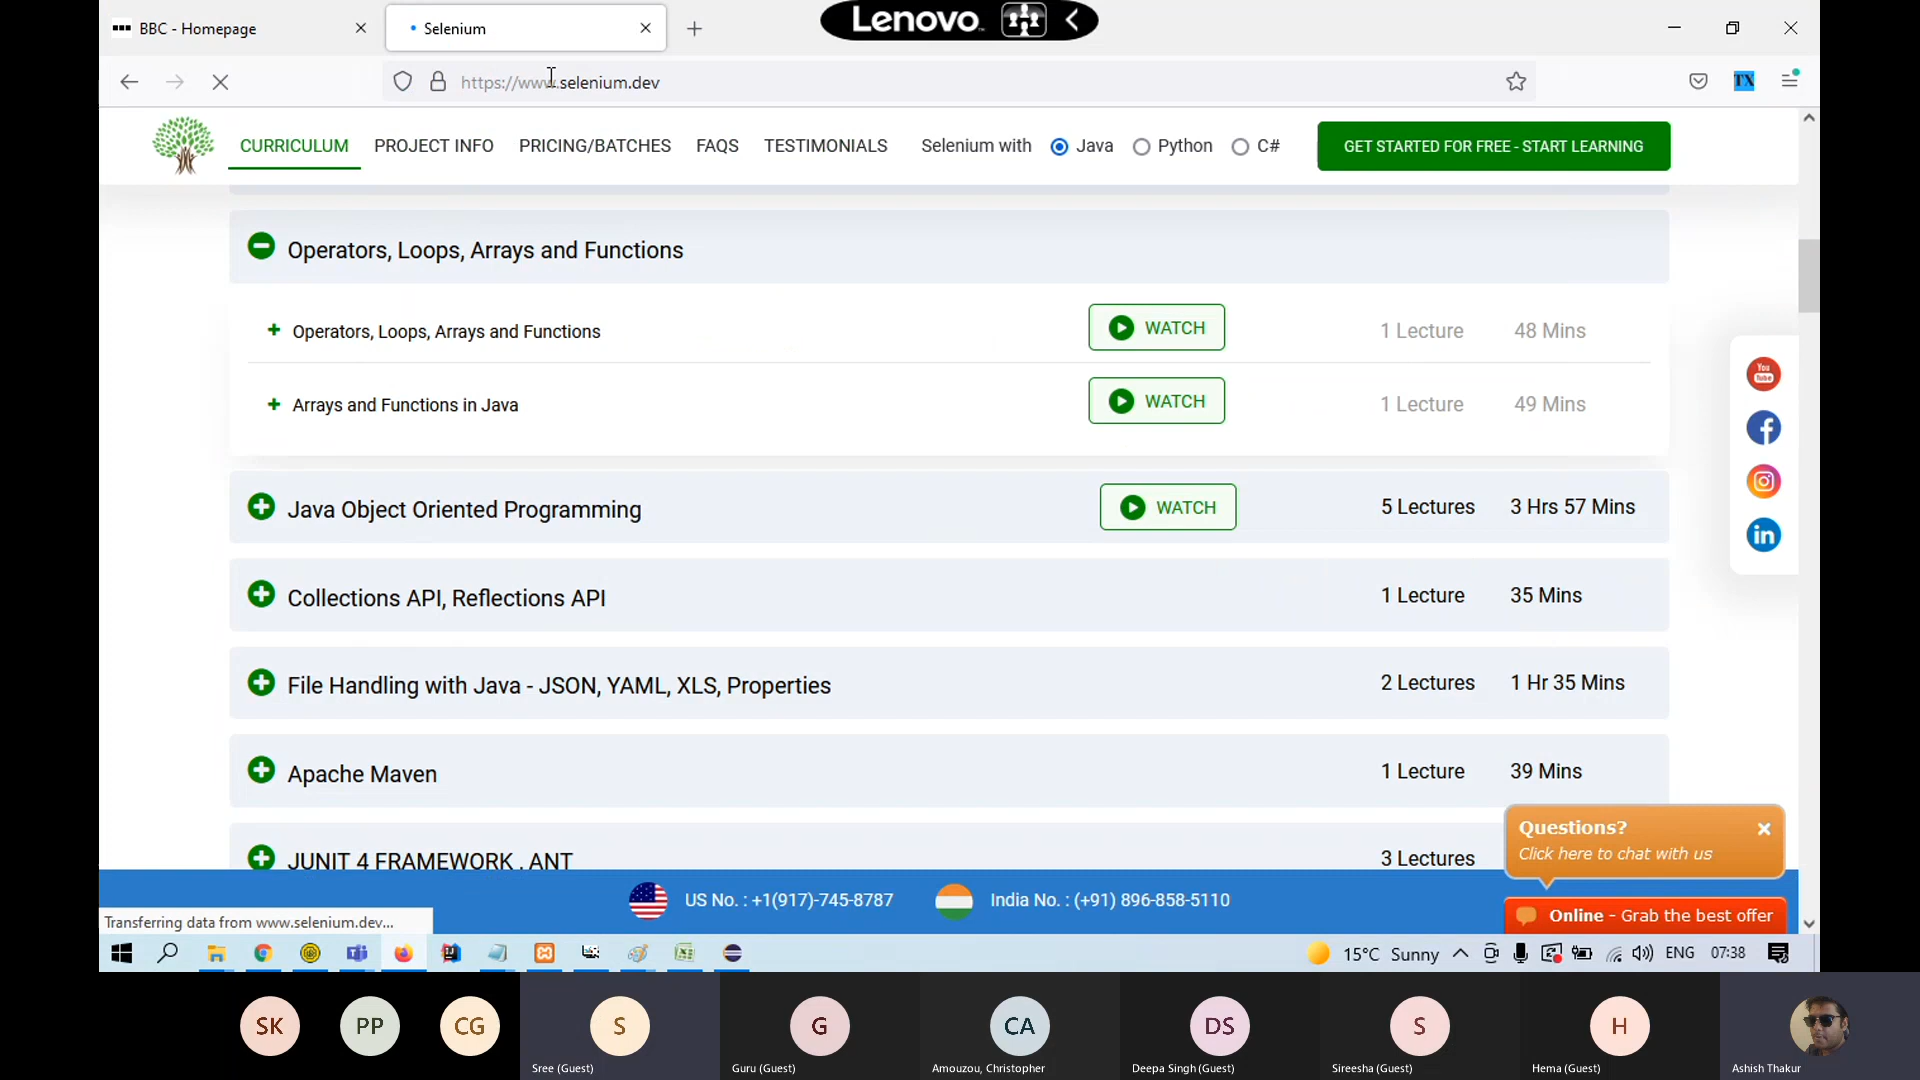 BBC - Homepage
Selenium
Lenovo
https://www.selenium.dev
TX
CURRICULUM
PROJECT INFO
PRICING/BATCHES
FAQS
TESTIMONIALS
Selenium with
Java
Python
C#
GET STARTED FOR FREE - START LEARNING
Operators, Loops, Arrays and Functions
Operators, Loops, Arrays and Functions
WATCH
1 Lecture
48 Mins
Arrays and Functions in Java
WATCH
1 Lecture
49 Mins
You
Tube
in
Java Object Oriented Programming
WATCH
5 Lectures
3 Hrs 57 Mins
Collections API, Reflections API
1 Lecture
35 Mins
File Handling with Java - JSON, YAML, XLS, Properties
2 Lectures
1 Hr 35 Mins
Apache Maven
1 Lecture
39 Mins
JUNIT 4 FRAMEWORK , ANT
3 Lectures
Questions?
Click here to chat with us
US No. : +1(917)-745-8787
India No. : (+91) 896-858-5110
Online - Grab the best offer
Transferring data from www.selenium.dev...
15°C Sunny
ENG
07:38
SK
PP
CG
S
G
CA
DS
S
H
Sree (Guest)
Guru (Guest)
Amouzou, Christopher
Deepa Singh (Guest)
Sireesha (Guest)
Hema (Guest)
Ashish Thakur